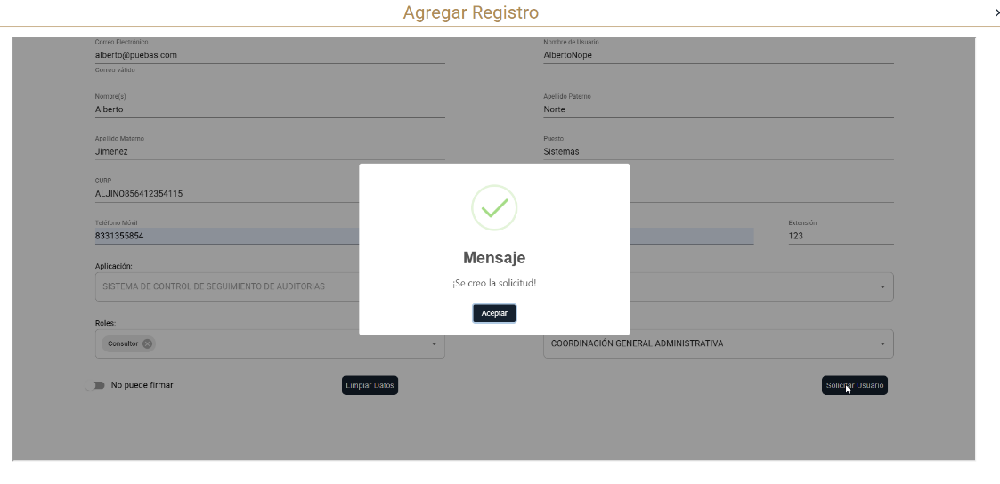 Agregar Registro
Correo Electrónico
alberto@puebas.com
Correo válido
Nombre de Usuario
AlbertoNope
Nombre(s)
Alberto
Apellido Paterno
Norte
Apellido Materno
Jimenez
Puesto
Sistemas
CURP
ALJINO856412354115
Teléfono Móvil
8331355854
Extensión
123
Mensaje
¡Se creo la solicitud!
Aceptar
Aplicación:
SISTEMA DE CONTROL DE SEGUIMIENTO DE AUDITORIAS
Roles:
Consultor
COORDINACIÓN GENERAL ADMINISTRATIVA
No puede firmar
Limpiar Datos
Solicitar Usuario